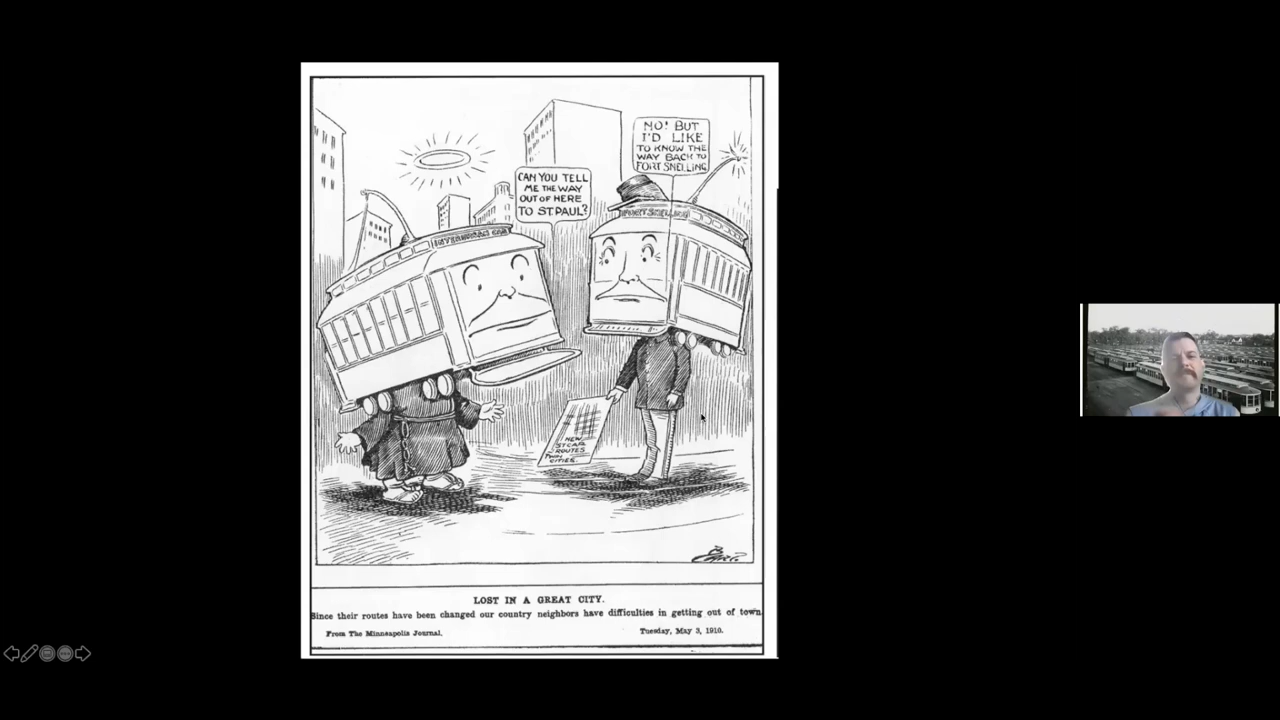 NO! BUT
I'D LIKE
TO KNOW THE
WAY BACK TO
FORT SNELLING
CAN YOU TELL
ME THE WAY
OUT OF HERE
TO ST. PAUL?
FORT SNELLING
INTERURBAN CAR
NEW
ST CAR
ROUTES
TWIN
CITIES.
LOST IN A GREAT CITY.
Since their routes have been changed our country neighbors have difficulties in getting out of town.
From The Minneapolis Journal.
Tuesday, May 3, 1910.